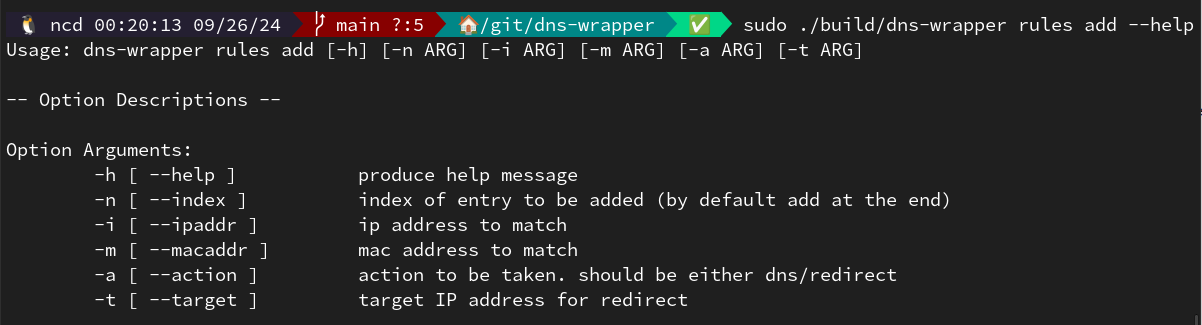 🐧 ncd 00:20:13 09/26/24 main ?:5 🏠/git/dns-wrapper ✅ sudo ./build/dns-wrapper rules add --help
Usage: dns-wrapper rules add [-h] [-n ARG] [-i ARG] [-m ARG] [-a ARG] [-t ARG]
-- Option Descriptions --
Option Arguments:
-h [ --help ] produce help message
-n [ --index ] index of entry to be added (by default add at the end)
-i [ --ipaddr ] ip address to match
-m [ --macaddr ] mac address to match
-a [ --action ] action to be taken. should be either dns/redirect
-t [ --target ] target IP address for redirect